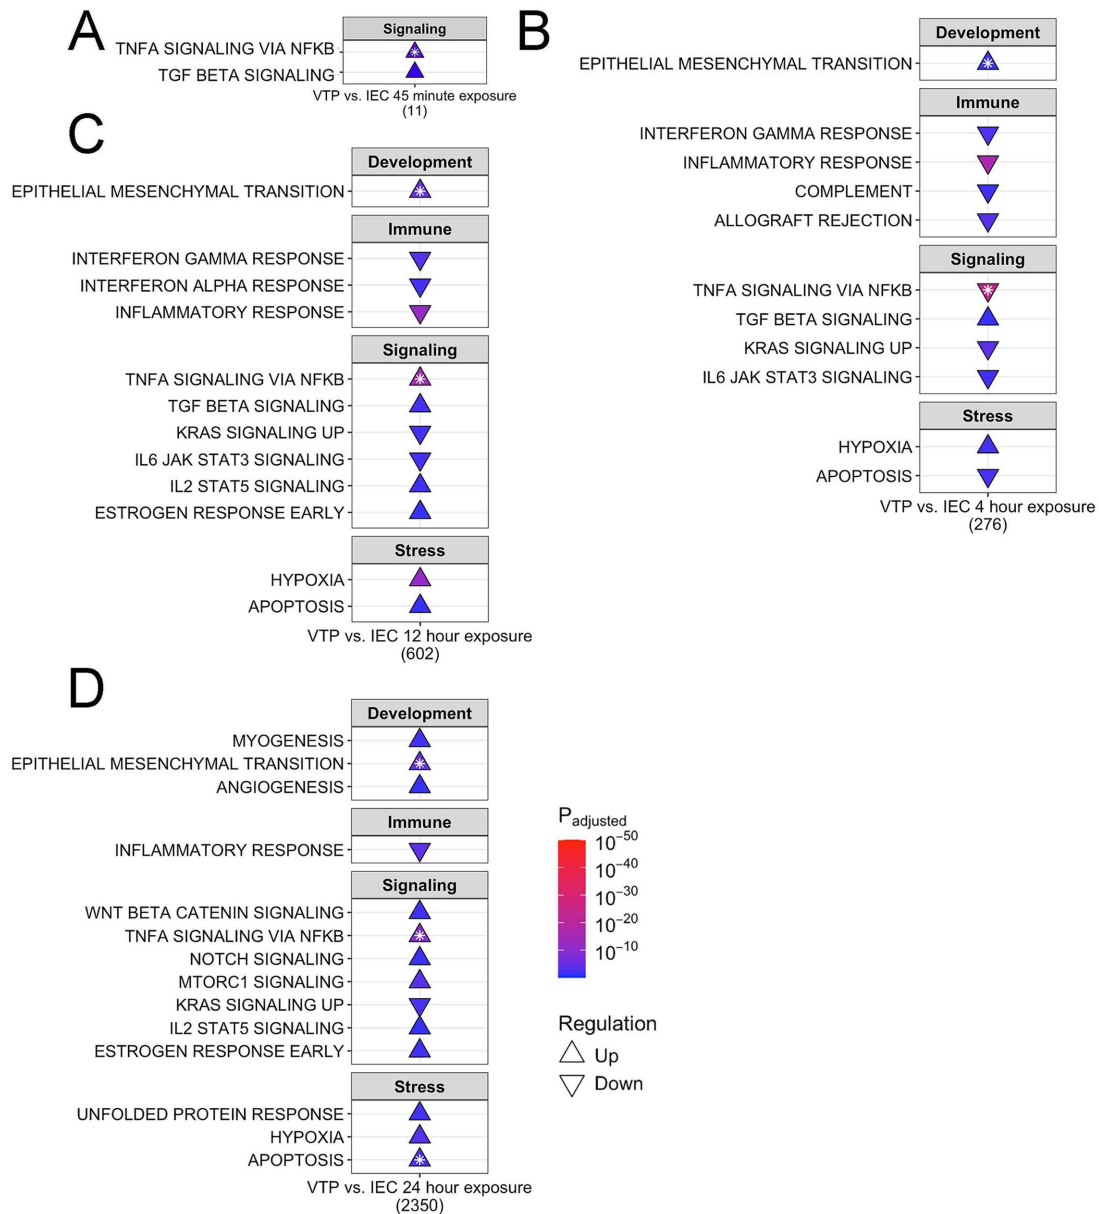 A
Signaling
TNFA SIGNALING VIA NFKB
TGF BETA SIGNALING
VTP vs. IEC 45 minute exposure
(11)
B
Development
EPITHELIAL MESENCHYMAL TRANSITION
Immune
INTERFERON GAMMA RESPONSE
INFLAMMATORY RESPONSE
COMPLEMENT
ALLOGRAFT REJECTION
Signaling
TNFA SIGNALING VIA NFKB
TGF BETA SIGNALING
KRAS SIGNALING UP
IL6 JAK STAT3 SIGNALING
Stress
HYPOXIA
APOPTOSIS
VTP vs. IEC 4 hour exposure
(276)
C
Development
EPITHELIAL MESENCHYMAL TRANSITION
Immune
INTERFERON GAMMA RESPONSE
INTERFERON ALPHA RESPONSE
INFLAMMATORY RESPONSE
Signaling
TNFA SIGNALING VIA NFKB
TGF BETA SIGNALING
KRAS SIGNALING UP
IL6 JAK STAT3 SIGNALING
IL2 STAT5 SIGNALING
ESTROGEN RESPONSE EARLY
Stress
HYPOXIA
APOPTOSIS
VTP vs. IEC 12 hour exposure
(602)
D
Development
MYOGENESIS
EPITHELIAL MESENCHYMAL TRANSITION
ANGIOGENESIS
Immune
INFLAMMATORY RESPONSE
Signaling
WNT BETA CATENIN SIGNALING
TNFA SIGNALING VIA NFKB
NOTCH SIGNALING
MTORC1 SIGNALING
KRAS SIGNALING UP
IL2 STAT5 SIGNALING
ESTROGEN RESPONSE EARLY
Stress
UNFOLDED PROTEIN RESPONSE
HYPOXIA
APOPTOSIS
VTP vs. IEC 24 hour exposure
(2350)
P adjusted
10−50
10−40
10−30
10−20
10−10
Regulation
Up
Down